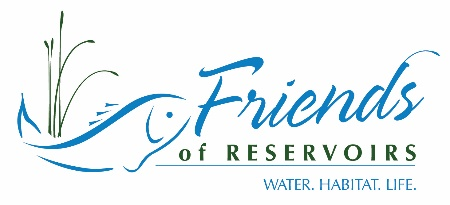 Friends
of RESERVOIRS
WATER. HABITAT. LIFE.